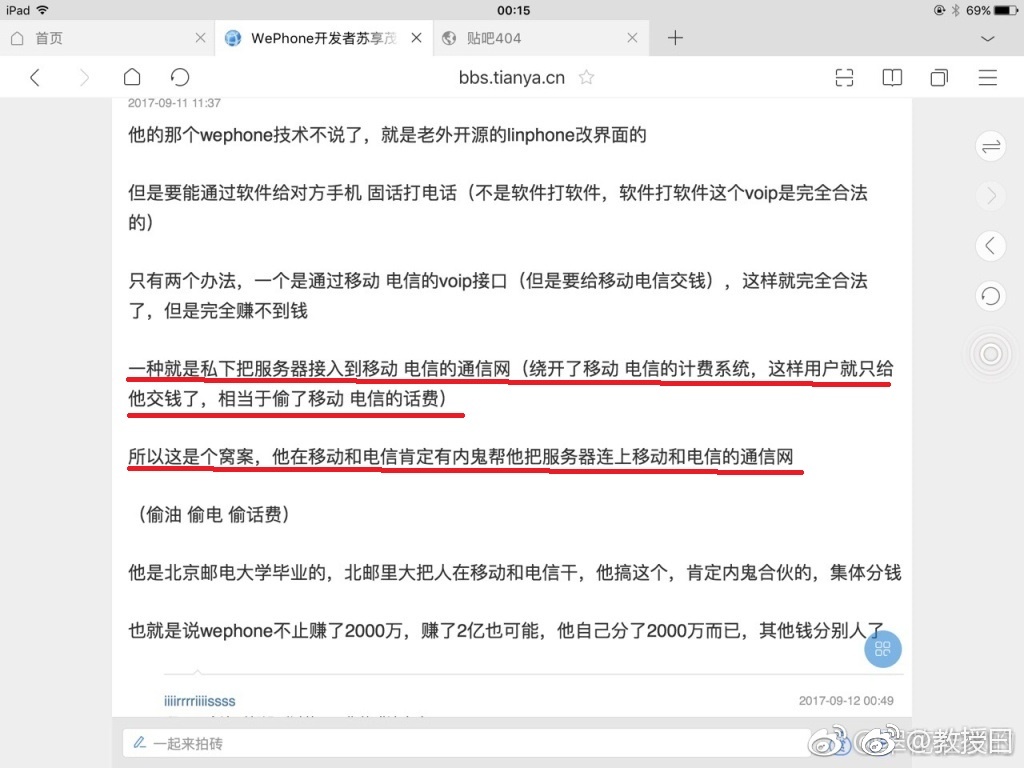 iPad
00:15
69%
首页
WePhone开发者苏享茂
贴吧404
bbs.tianya.cn
2017-09-11 11:37
他的那个wephone技术不说了，就是老外开源的linphone改界面的
但是要能通过软件给对方手机 固话打电话（不是软件打软件，软件打软件这个voip是完全合法
的）
只有两个办法，一个是通过移动 电信的voip接口（但是要给移动电信交钱），这样就完全合法
了，但是完全赚不到钱
一种就是私下把服务器接入到移动 电信的通信网（绕开了移动 电信的计费系统，这样用户就只给
他交钱了，相当于偷了移动 电信的话费）
所以这是个窝案，他在移动和电信肯定有内鬼帮他把服务器连上移动和电信的通信网
（偷油 偷电 偷话费）
他是北京邮电大学毕业的，北邮里大把人在移动和电信干，他搞这个，肯定内鬼合伙的，集体分钱
也就是说wephone不止赚了2000万，赚了2亿也可能，他自己分了2000万而已，其他钱分别人了
iiiirrrriiiissss
2017-09-12 00:49
一起来拍砖
@教授田